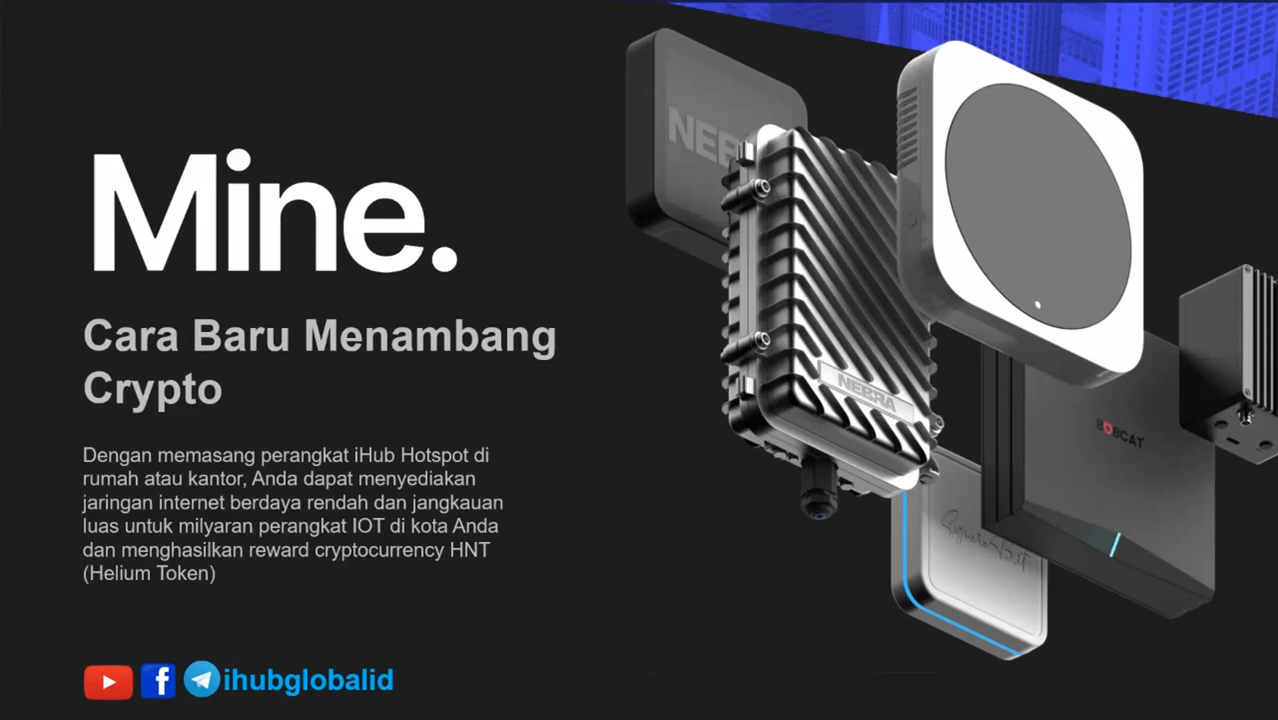 Mine.
Cara Baru Menambang
Crypto
Dengan memasang perangkat iHub Hotspot di
rumah atau kantor, Anda dapat menyediakan
jaringan internet berdaya rendah dan jangkauan
luas untuk milyaran perangkat IOT di kota Anda
dan menghasilkan reward cryptocurrency HNT
(Helium Token)
ihubglobalid
NEBRA
BOBCAT